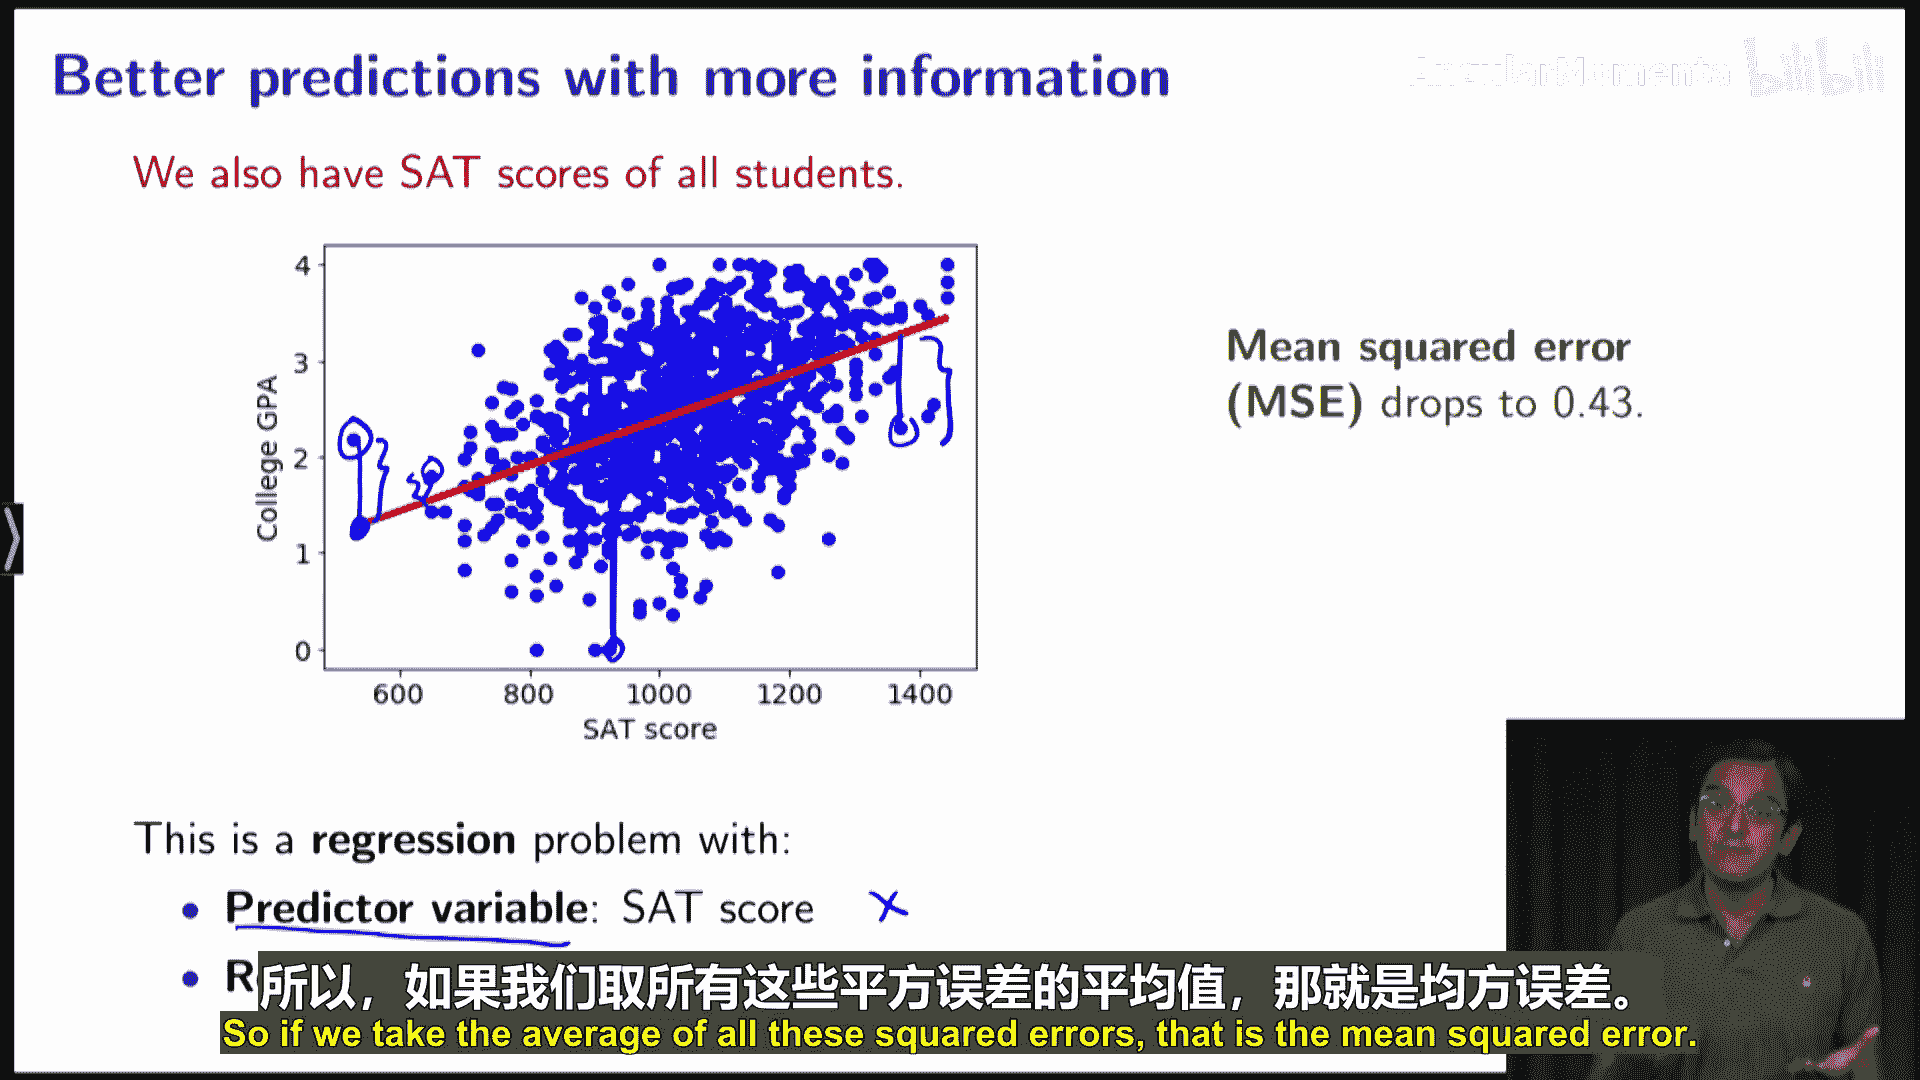 Better predictions with more information
AngularMomenta bilibili
We also have SAT scores of all students.
4
3
2
1
0
College GPA
600 800 1000 1200 1400
SAT score
Mean squared error
(MSE) drops to 0.43.
This is a regression problem with:
• Predictor variable: SAT score x
• R
所以，如果我们取所有这些平方误差的平均值，那就是均方误差。
So if we take the average of all these squared errors, that is the mean squared error.